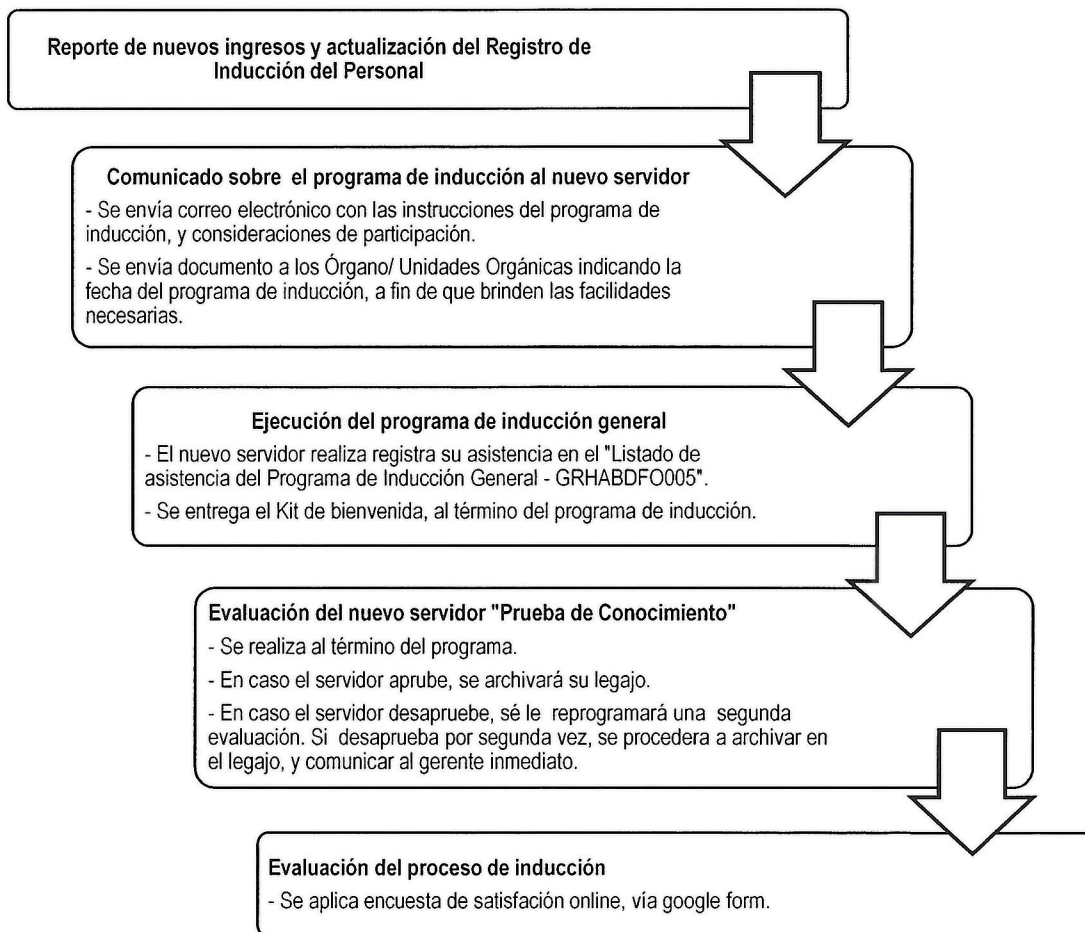 Reporte de nuevos ingresos y actualización del Registro de
Inducción del Personal
Comunicado sobre el programa de inducción al nuevo servidor
- Se envía correo electrónico con las instrucciones del programa de
inducción, y consideraciones de participación.
- Se envía documento a los Órgano/ Unidades Orgánicas indicando la
fecha del programa de inducción, a fin de que brinden las facilidades
necesarias.
Ejecución del programa de inducción general
- El nuevo servidor realiza registra su asistencia en el "Listado de
asistencia del Programa de Inducción General - GRHABDFO005".
- Se entrega el Kit de bienvenida, al término del programa de inducción.
Evaluación del nuevo servidor "Prueba de Conocimiento"
- Se realiza al término del programa.
- En caso el servidor aprube, se archivará su legajo.
- En caso el servidor desapruebe, sé le reprogramará una segunda
evaluación. Si desaprueba por segunda vez, se procedera a archivar en
el legajo, y comunicar al gerente inmediato.
Evaluación del proceso de inducción
- Se aplica encuesta de satisfacción online, vía google form.